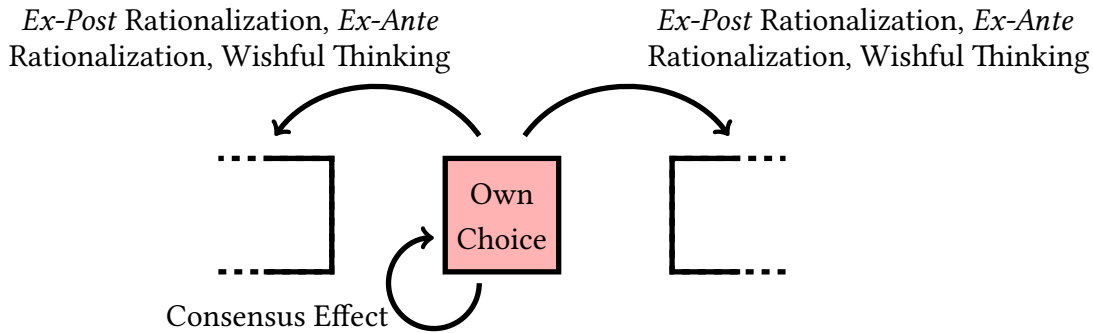 Ex-Post Rationalization, Ex-Ante
Rationalization, Wishful Thinking
Ex-Post Rationalization, Ex-Ante
Rationalization, Wishful Thinking
Own
Choice
Consensus Effect